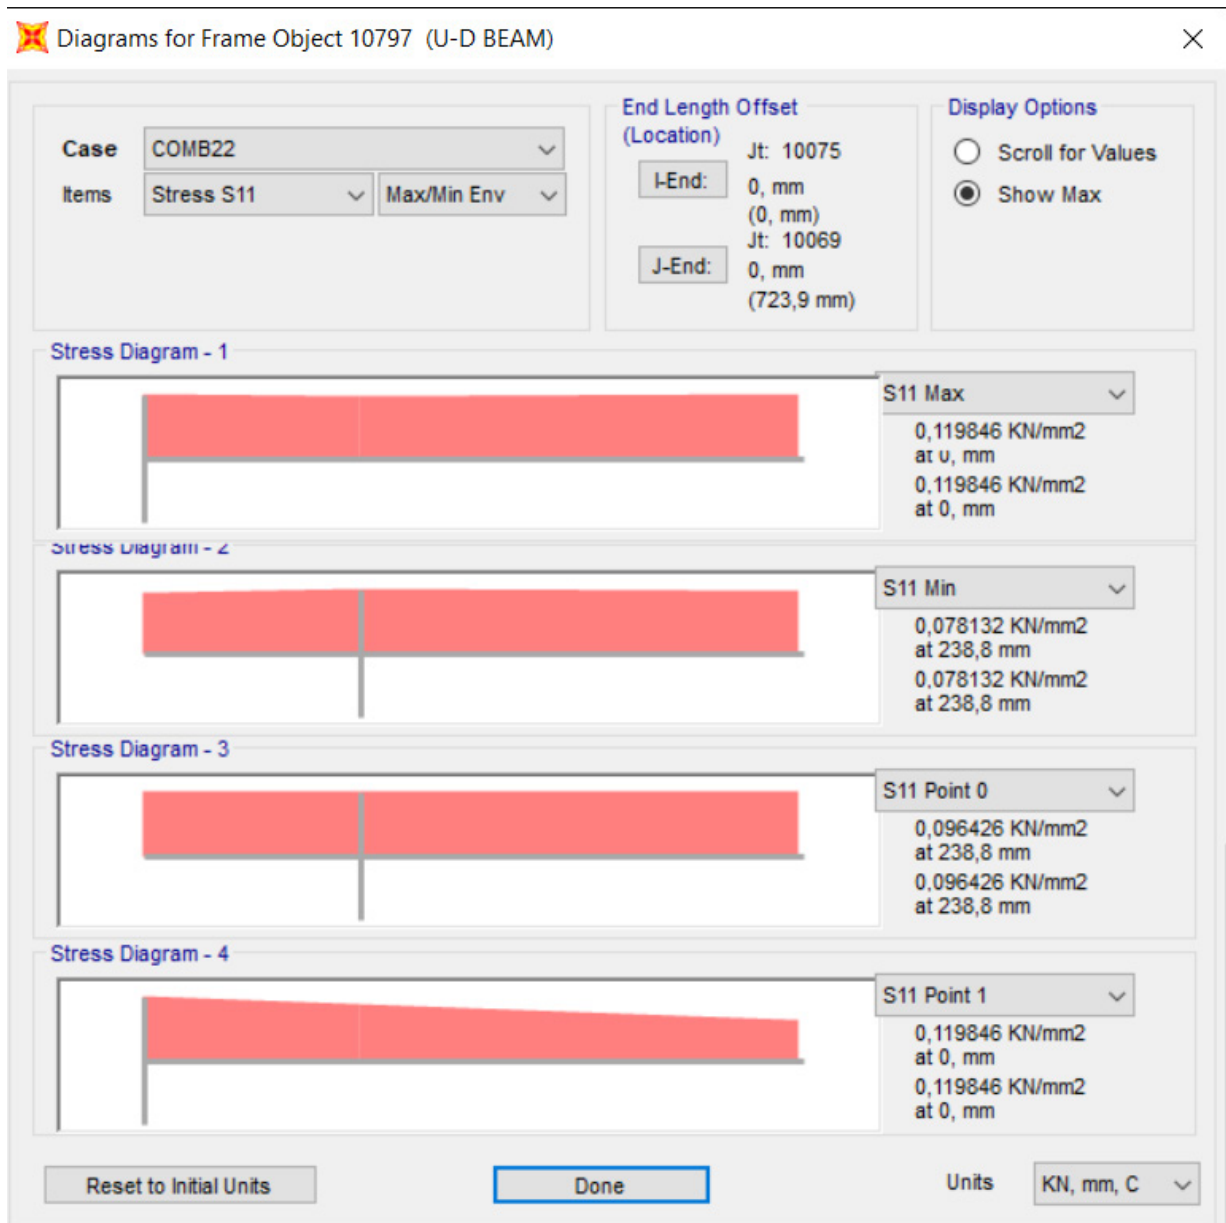 Diagrams for Frame Object 10797 (U-D BEAM)
Case
COMB22
Items
Stress S11
Max/Min Env
End Length Offset
(Location)
I-End:
Jt: 10075
0, mm
(0, mm)
J-End:
Jt: 10069
0, mm
(723,9 mm)
Display Options
Scroll for Values
Show Max
Stress Diagram - 1
S11 Max
0,119846 KN/mm2
at 0, mm
0,119846 KN/mm2
at 0, mm
Stress Diagram - 2
S11 Min
0,078132 KN/mm2
at 238,8 mm
0,078132 KN/mm2
at 238,8 mm
Stress Diagram - 3
S11 Point 0
0,096426 KN/mm2
at 238,8 mm
0,096426 KN/mm2
at 238,8 mm
Stress Diagram - 4
S11 Point 1
0,119846 KN/mm2
at 0, mm
0,119846 KN/mm2
at 0, mm
Reset to Initial Units
Done
Units
KN, mm, C